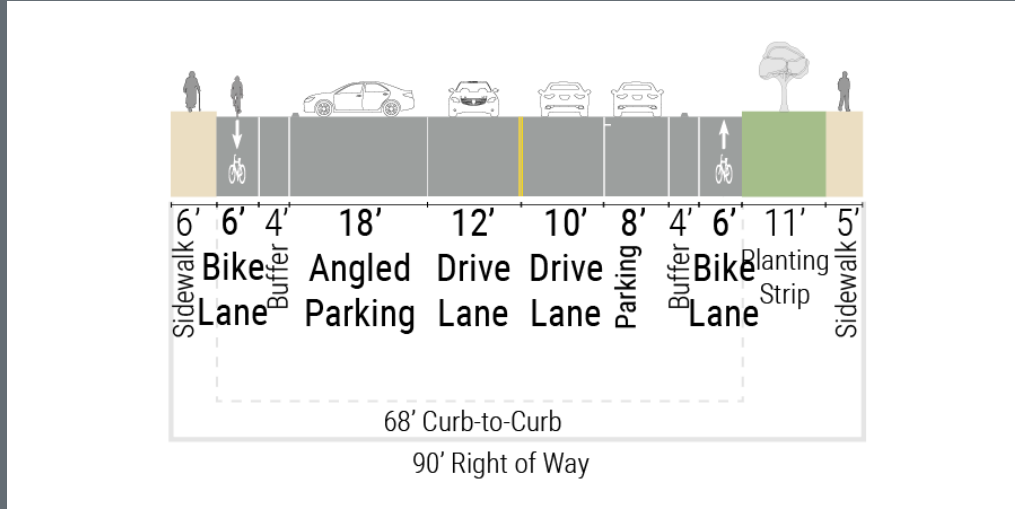 6’ 6’ 4’ 18’ 12’ 10’ 8’ 4’ 6’ 11’ 5’
Sidewalk
Bike
Lane
Buffer
Angled
Parking
Drive
Lane
Drive
Lane
Parking
Buffer
Bike
Lane
Planting
Strip
Sidewalk
68’ Curb-to-Curb
90’ Right of Way